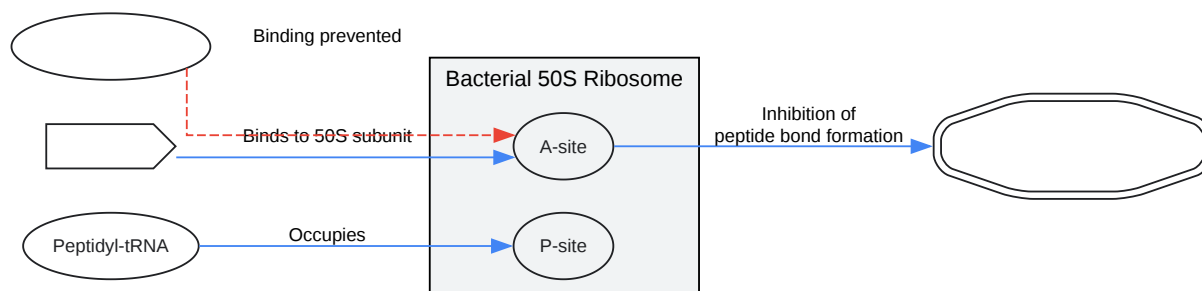 Binding prevented
Bacterial 50S Ribosome
Binds to 50S subunit
A-site
Inhibition of
peptide bond formation
Peptidyl-tRNA
Occupies
P-site